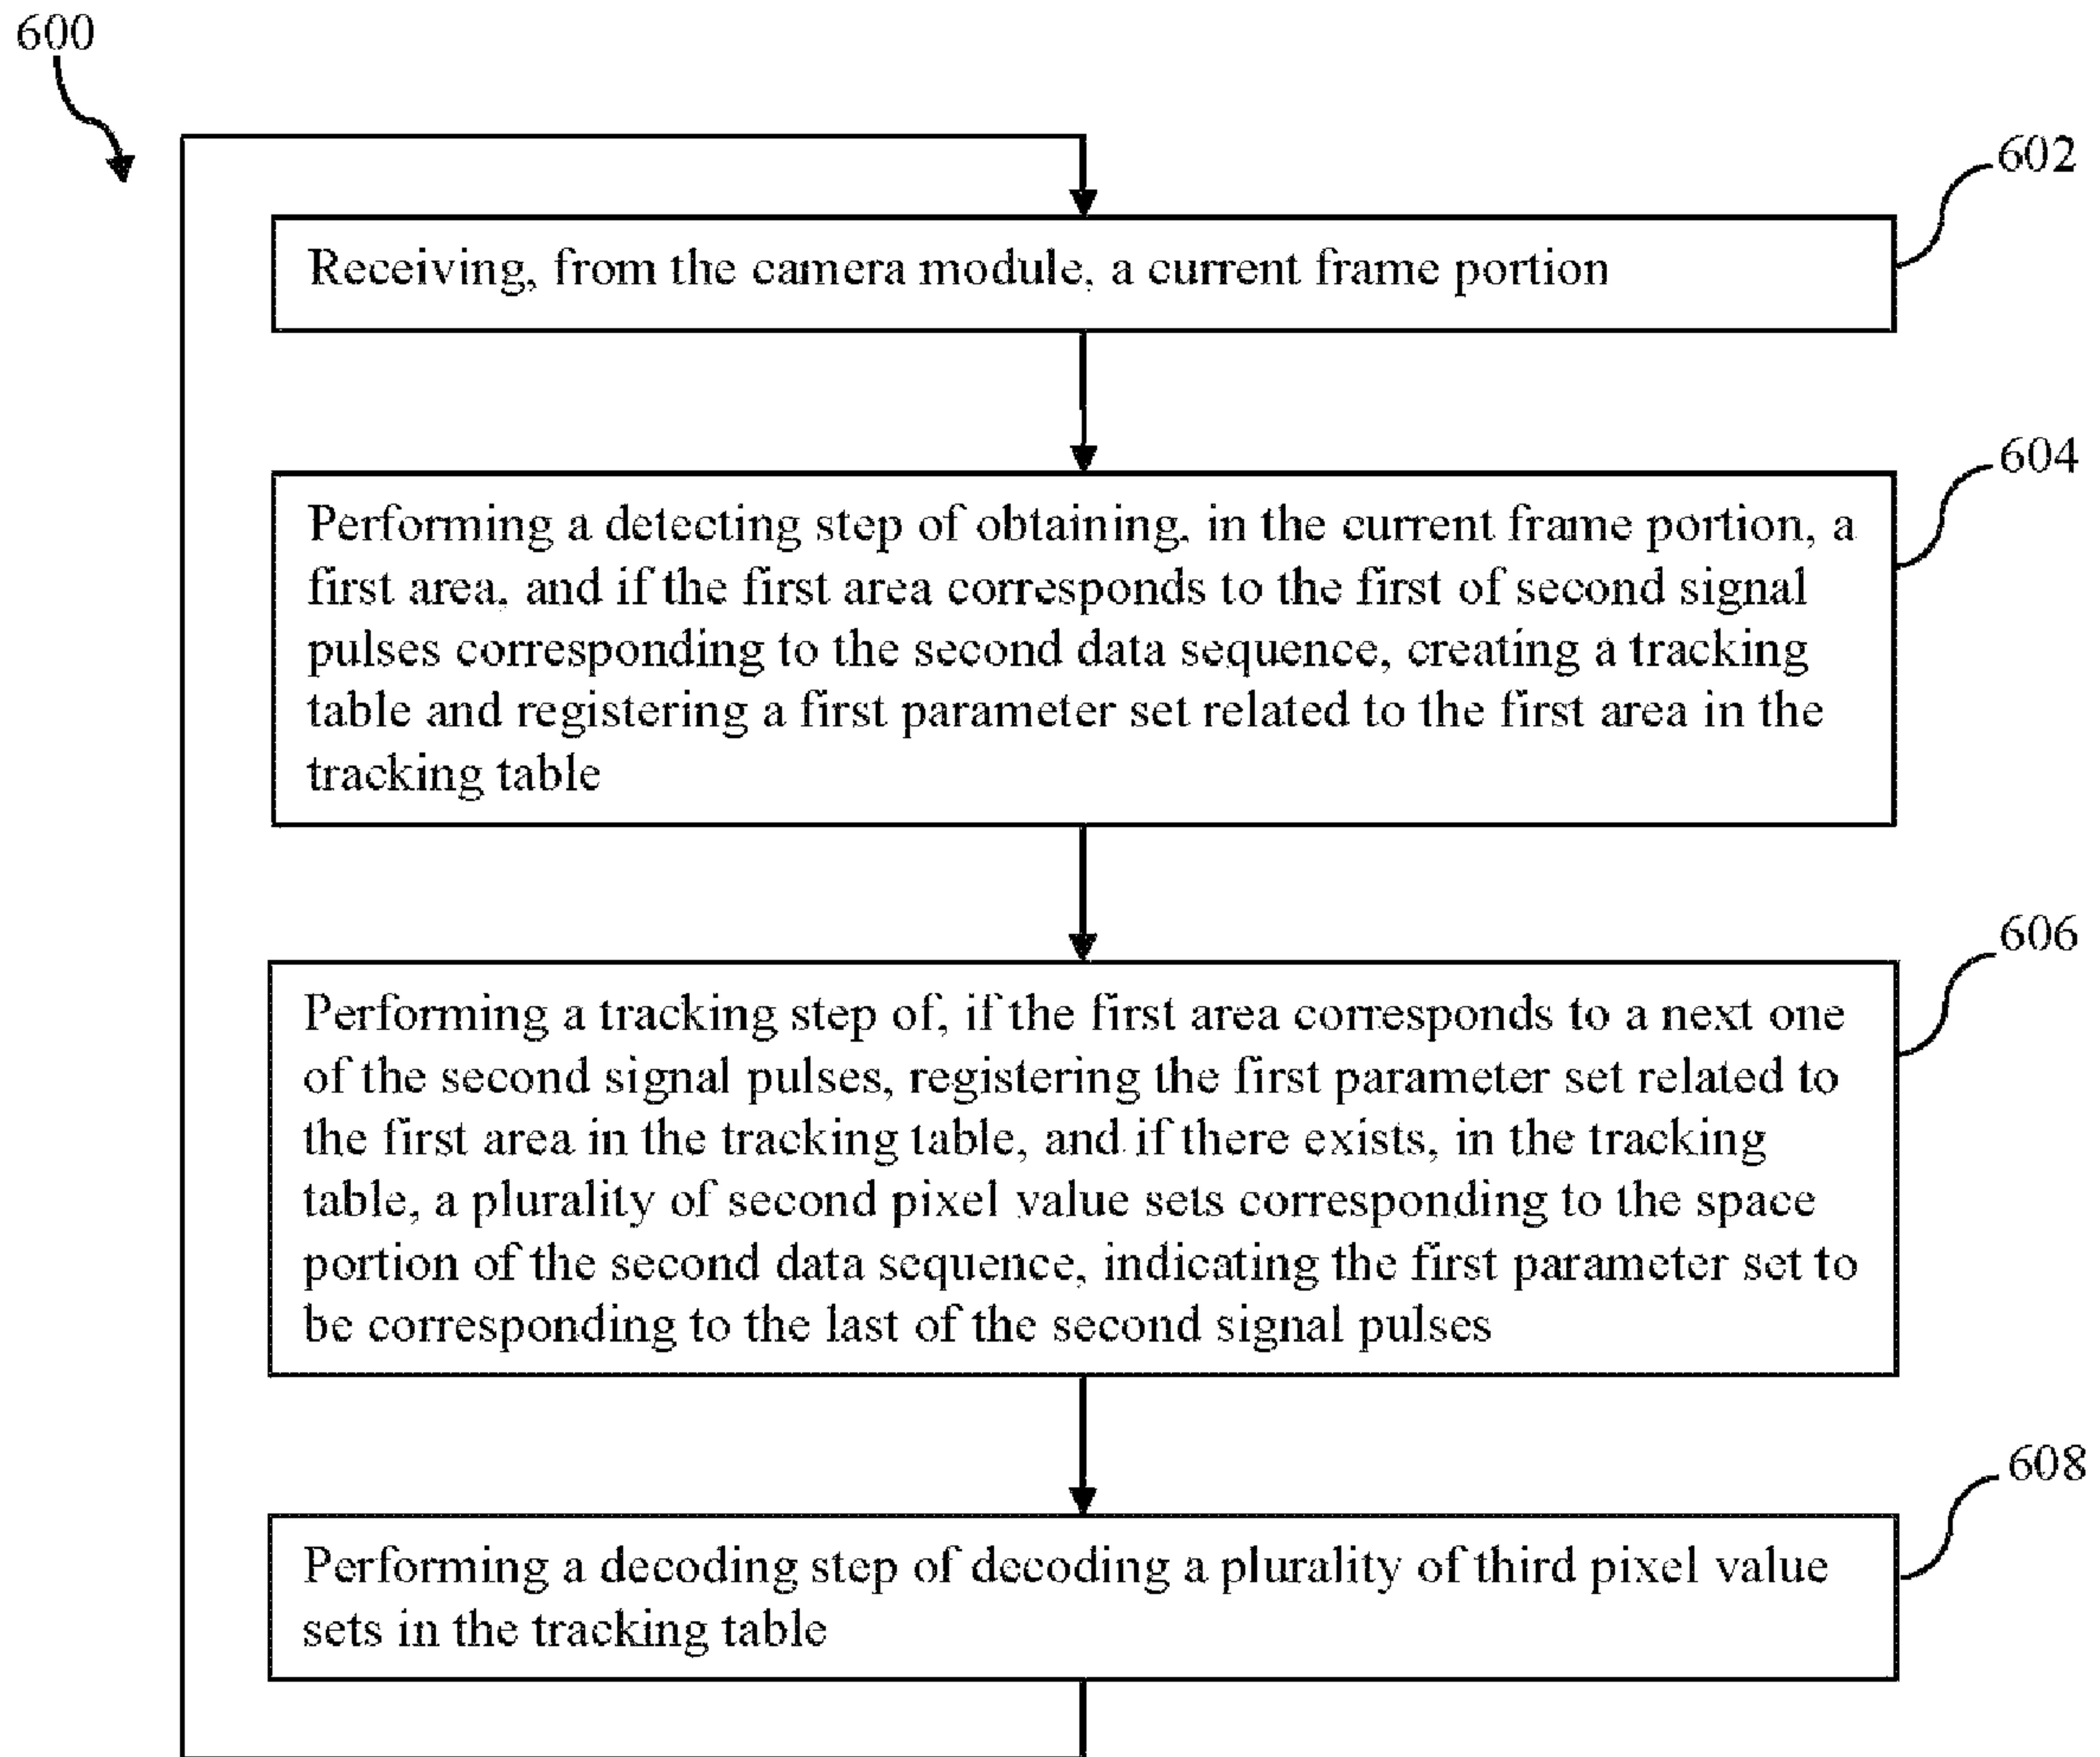 600
602
Receiving, from the camera module, a current frame portion
604
Performing a detecting step of obtaining, in the current frame portion, a
first area, and if the first area corresponds to the first of second signal
pulses corresponding to the second data sequence, creating a tracking
table and registering a first parameter set related to the first area in the
tracking table
606
Performing a tracking step of, if the first area corresponds to a next one
of the second signal pulses, registering the first parameter set related to
the first area in the tracking table, and if there exists, in the tracking
table, a plurality of second pixel value sets corresponding to the space
portion of the second data sequence, indicating the first parameter set to
be corresponding to the last of the second signal pulses
608
Performing a decoding step of decoding a plurality of third pixel value
sets in the tracking table